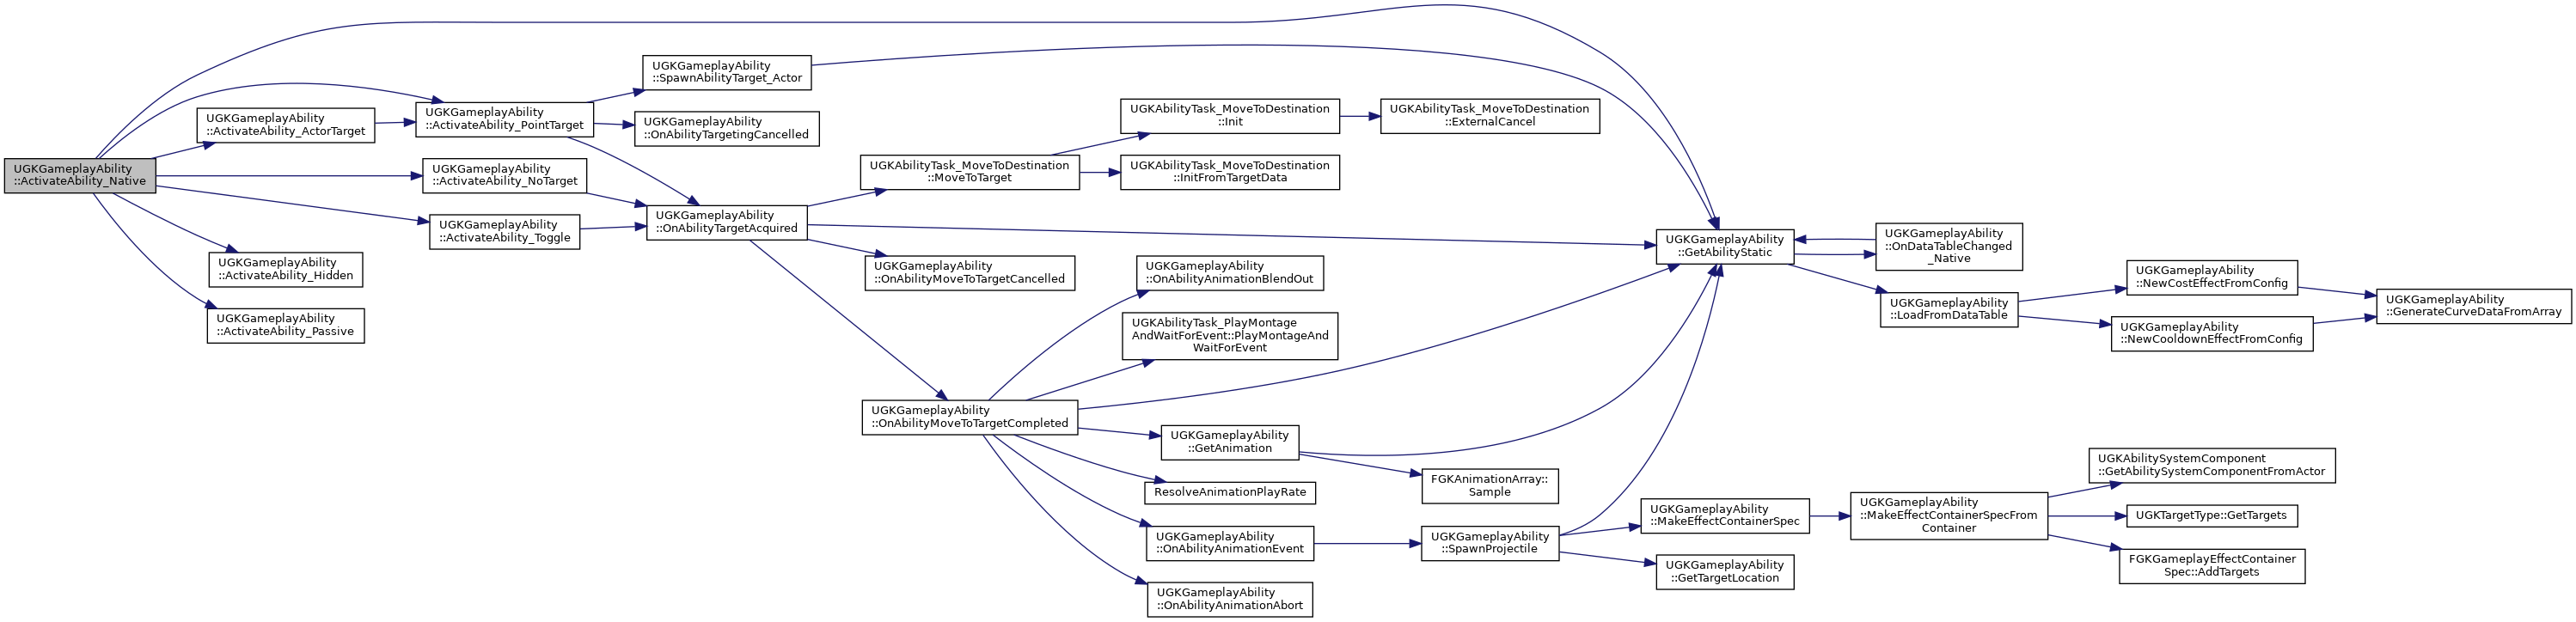 UGKGameplayAbility
::ActivateAbility_Native
UGKGameplayAbility
::ActivateAbility_ActorTarget
UGKGameplayAbility
::ActivateAbility_PointTarget
UGKGameplayAbility
::SpawnAbilityTarget_Actor
UGKGameplayAbility
::OnAbilityTargetingCancelled
UGKGameplayAbility
::ActivateAbility_NoTarget
UGKGameplayAbility
::ActivateAbility_Toggle
UGKGameplayAbility
::ActivateAbility_Hidden
UGKGameplayAbility
::ActivateAbility_Passive
UGKGameplayAbility
::OnAbilityTargetAcquired
UGKAbilityTask_MoveToDestination
::MoveToTarget
UGKAbilityTask_MoveToDestination
::Init
UGKAbilityTask_MoveToDestination
::ExternalCancel
UGKAbilityTask_MoveToDestination
::InitFromTargetData
UGKGameplayAbility
::OnAbilityMoveToTargetCancelled
UGKGameplayAbility
::OnAbilityMoveToTargetCompleted
UGKGameplayAbility
::OnAbilityAnimationBlendOut
UGKAbilityTask_PlayMontage
AndWaitForEvent::PlayMontageAnd
WaitForEvent
UGKGameplayAbility
::GetAnimation
FGKAnimationArray::
Sample
ResolveAnimationPlayRate
UGKGameplayAbility
::OnAbilityAnimationEvent
UGKGameplayAbility
::OnAbilityAnimationAbort
UGKGameplayAbility
::SpawnProjectile
UGKGameplayAbility
::MakeEffectContainerSpec
UGKGameplayAbility
::GetTargetLocation
UGKGameplayAbility
::MakeEffectContainerSpecFrom
Container
UGKAbilitySystemComponent
::GetAbilitySystemComponentFromActor
UGKTargetType::GetTargets
FGKGameplayEffectContainer
Spec::AddTargets
UGKGameplayAbility
::GetAbilityStatic
UGKGameplayAbility
::OnDataTableChanged
_Native
UGKGameplayAbility
::LoadFromDataTable
UGKGameplayAbility
::NewCostEffectFromConfig
UGKGameplayAbility
::NewCooldownEffectFromConfig
UGKGameplayAbility
::GenerateCurveDataFromArray